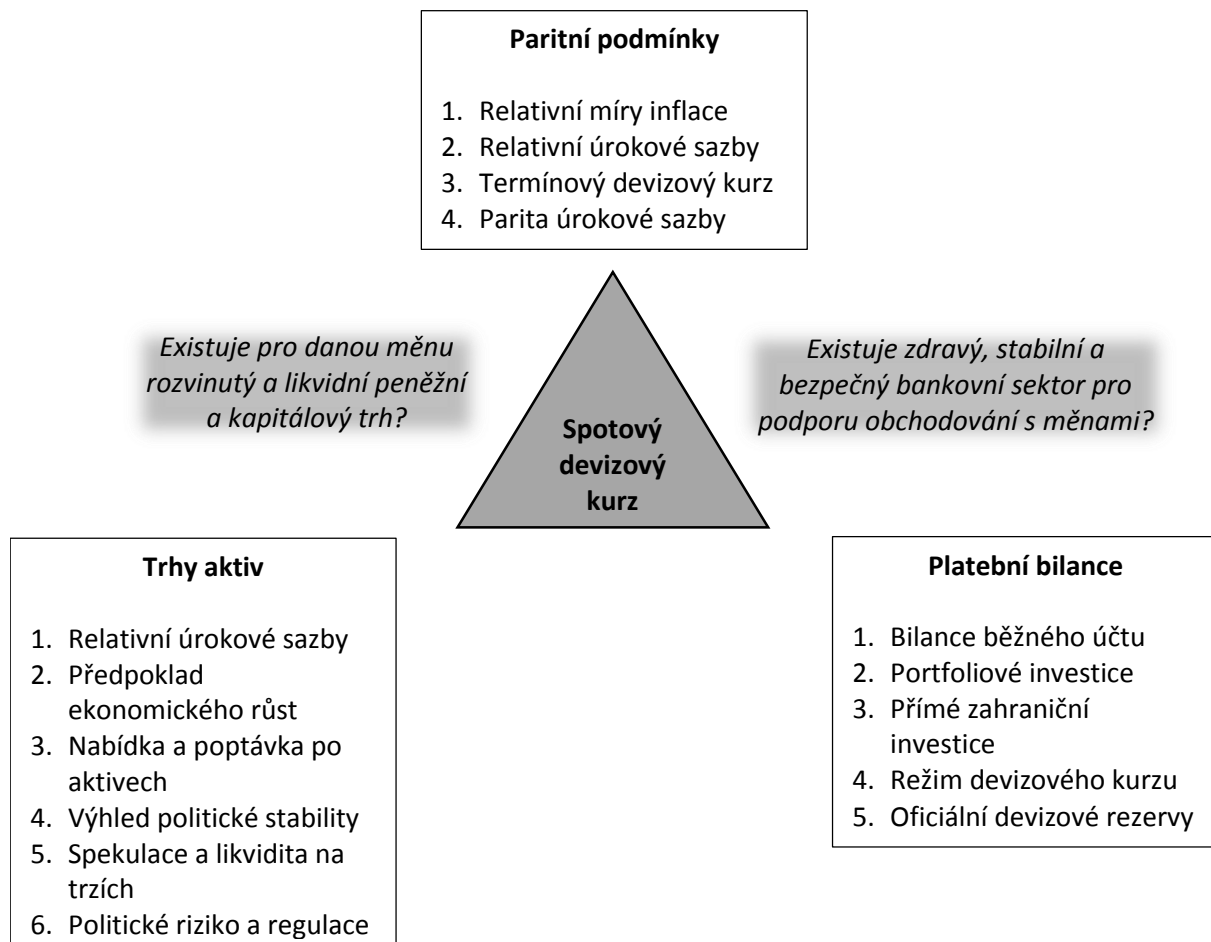 Paritní podmínky
1. Relativní míry inflace
2. Relativní úrokové sazby
3. Termínový devizový kurz
4. Parita úrokové sazby
Existuje pro danou měnu
rozvinutý a likvidní peněžní
a kapitálový trh?
Existuje zdravý, stabilní a
bezpečný bankovní sektor pro
podporu obchodování s měnami?
Spotový
devizový
kurz
Trhy aktiv
1. Relativní úrokové sazby
2. Předpoklad
ekonomického růst
3. Nabídka a poptávka po
aktivech
4. Výhled politické stability
5. Spekulace a likvidita na
trzích
6. Politické riziko a regulace
Platební bilance
1. Bilance běžného účtu
2. Portfoliové investice
3. Přímé zahraniční
investice
4. Režim devizového kurzu
5. Oficiální devizové rezervy